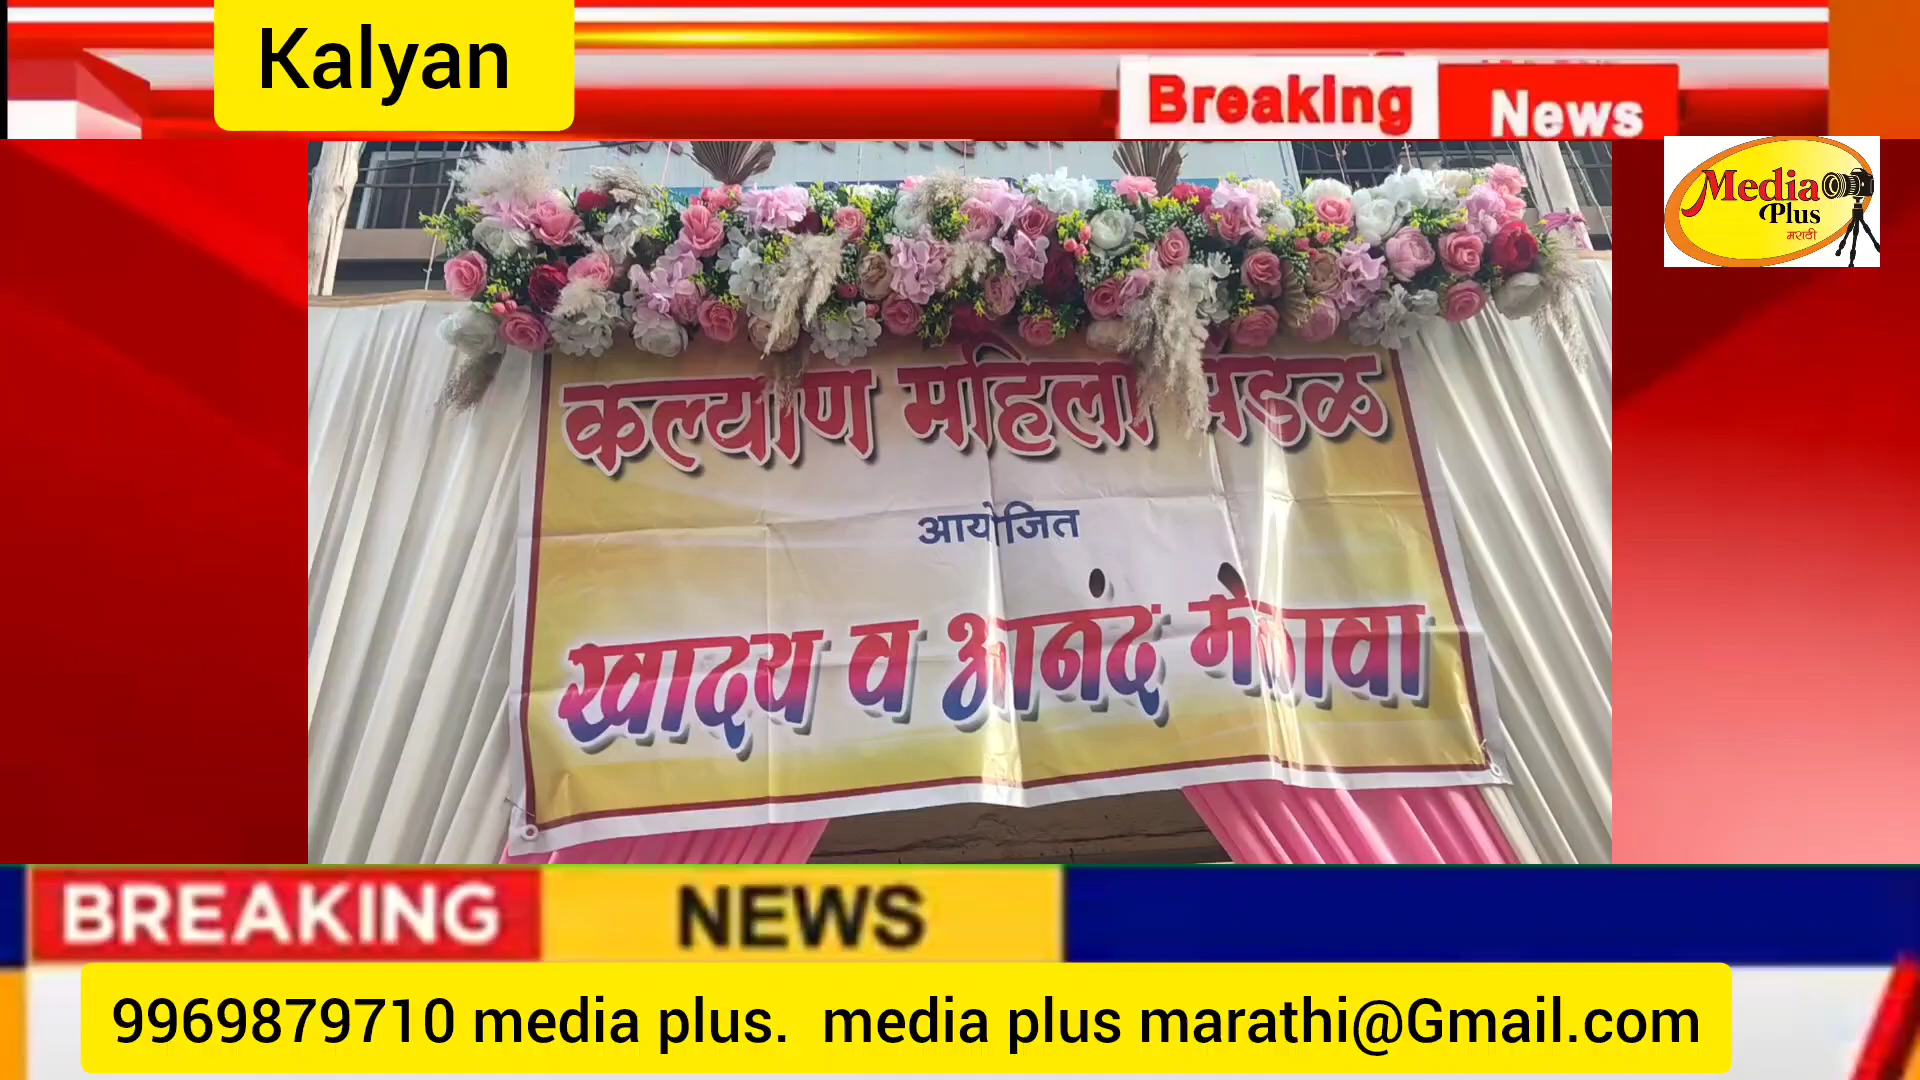 Kalyan
Breaking News
Media Plus
मराठी
कल्याण महिला मंडळ
आयोजित
खादय व आनंद मेळावा
BREAKING NEWS
9969879710 media plus. media plus marathi@Gmail.com